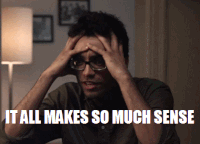 IT ALL MAKES SO MUCH SENSE